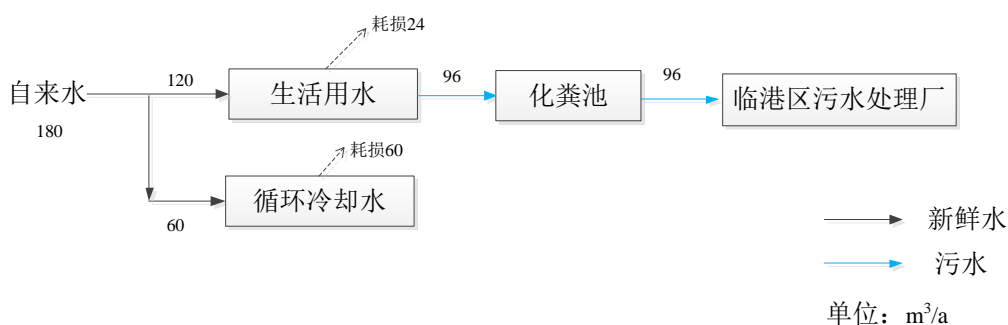 耗损24
自来水
120
生活用水
96
化粪池
96
临港区污水处理厂
180
耗损60
循环冷却水
60
新鲜水
污水
单位：m³/a